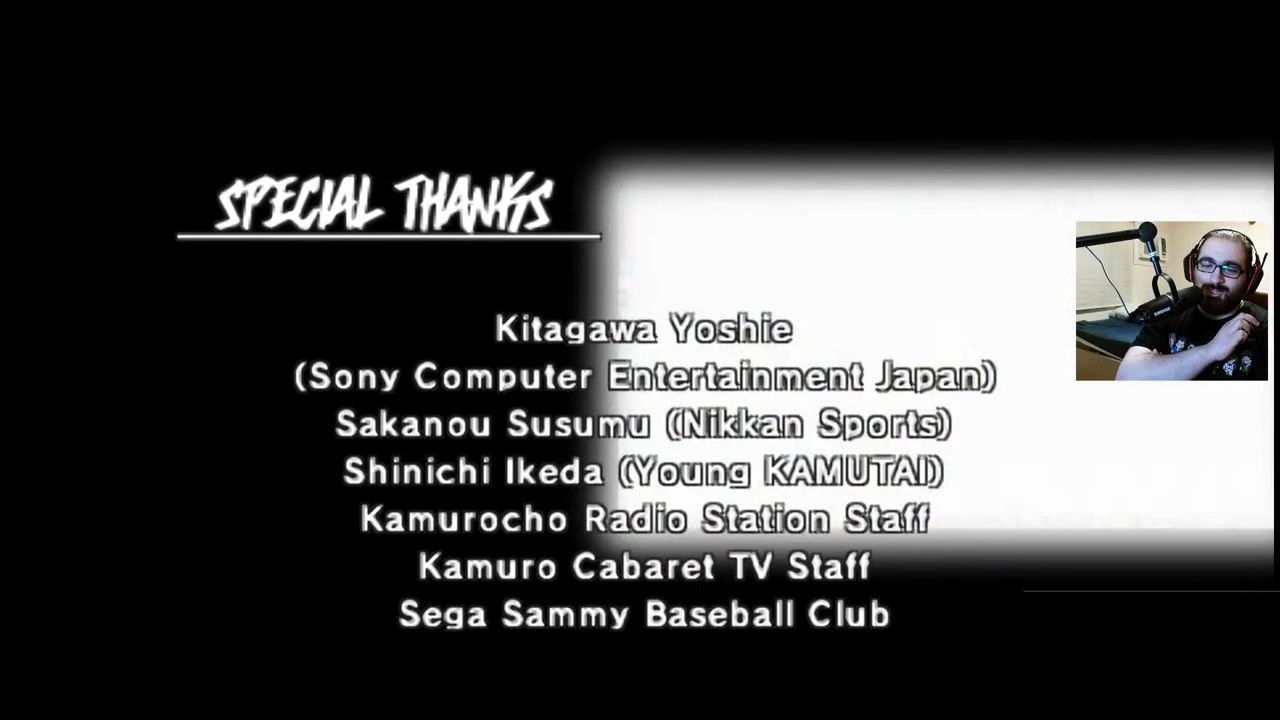 SPECIAL THANKS
Kitagawa Yoshie
(Sony Computer Entertainment Japan)
Sakanou Susumu (Nikkan Sports)
Shinichi Ikeda (Young KAMUTAI)
Kamurocho Radio Station Staff
Kamuro Cabaret TV Staff
Sega Sammy Baseball Club